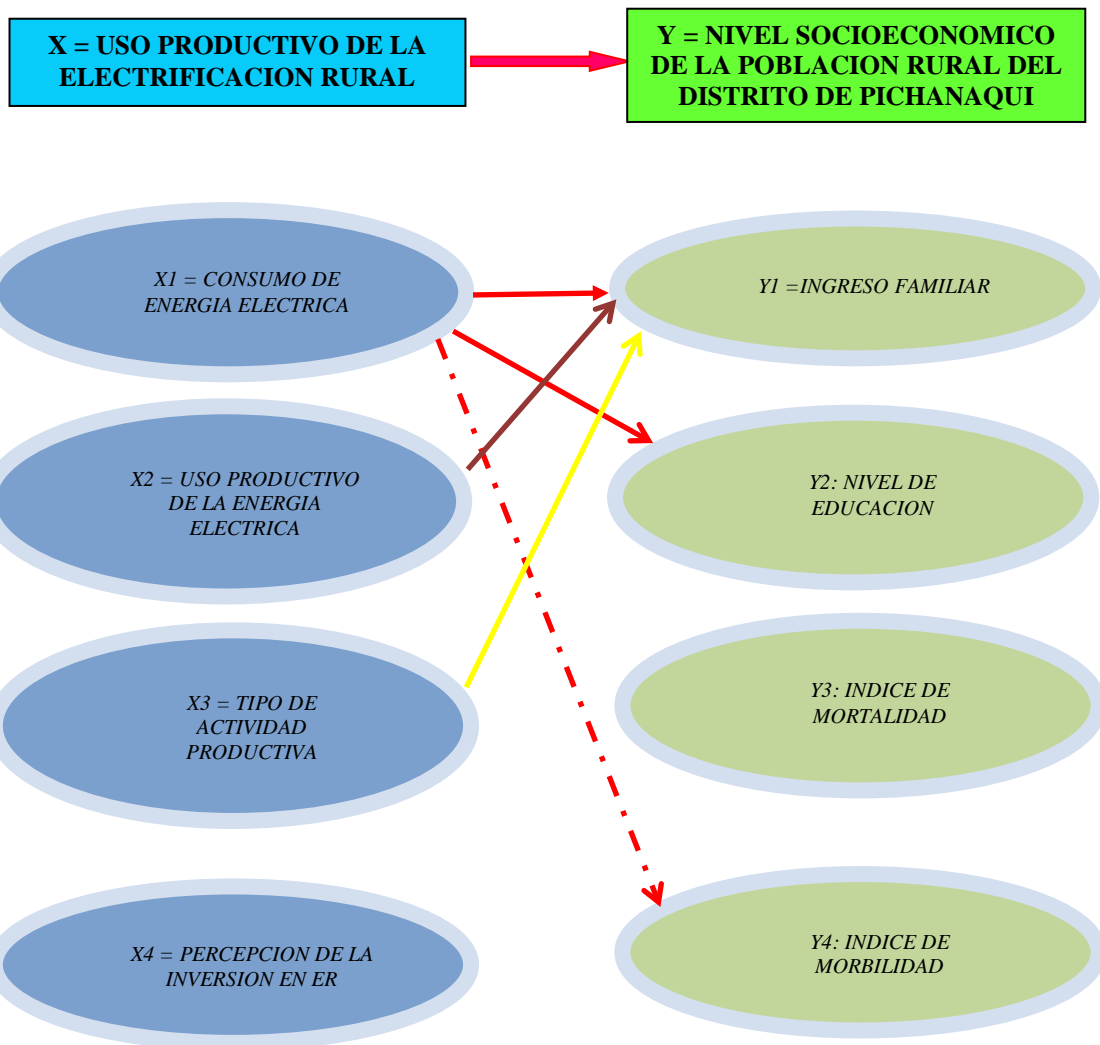 X = USO PRODUCTIVO DE LA
ELECTRIFICACION RURAL
Y = NIVEL SOCIOECONOMICO
DE LA POBLACION RURAL DEL
DISTRITO DE PICHANAQUI
X1 = CONSUMO DE
ENERGIA ELECTRICA
Y1 =INGRESO FAMILIAR
X2 = USO PRODUCTIVO
DE LA ENERGIA
ELECTRICA
Y2: NIVEL DE
EDUCACION
X3 = TIPO DE
ACTIVIDAD
PRODUCTIVA
Y3: INDICE DE
MORTALIDAD
X4 = PERCEPCION DE LA
INVERSION EN ER
Y4: INDICE DE
MORBILIDAD